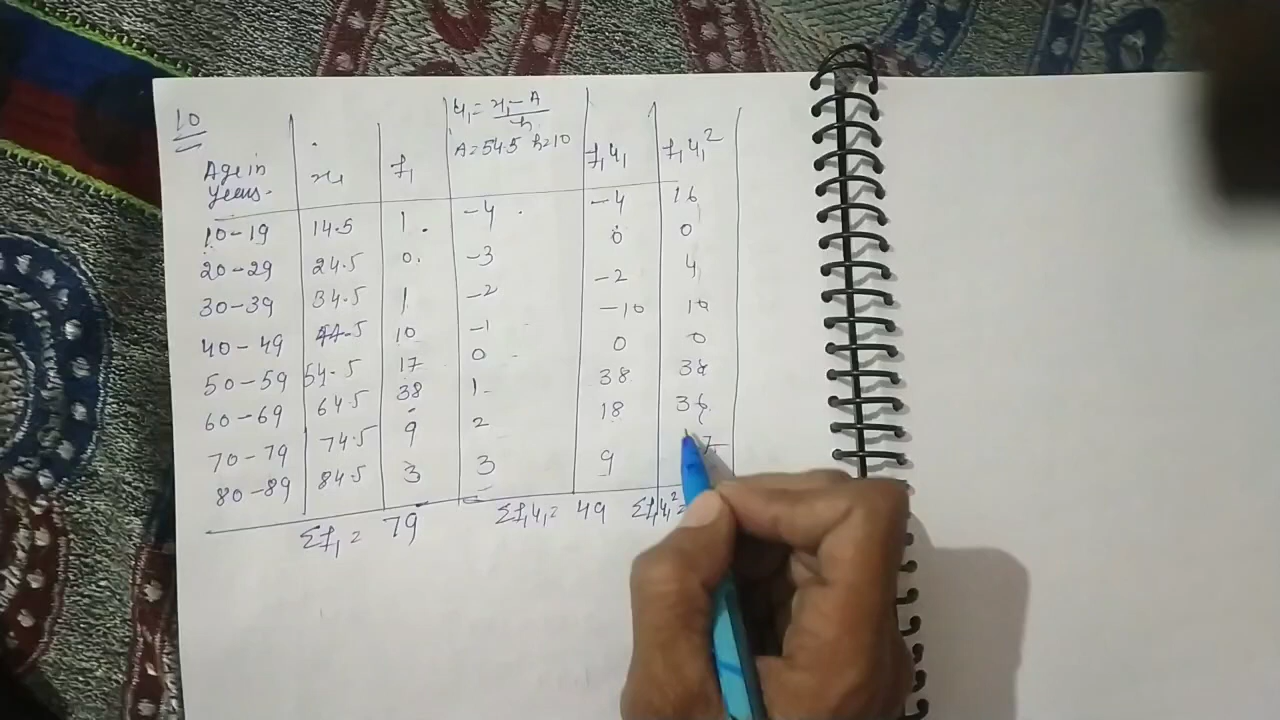 10
Age in years. x₁ f₁ u₁ = x₁ - A / h A = 54.5 h = 10 f₁u₁ f₁u₁²
10-19 14.5 1 -4 -4 16
20-29 24.5 0 -3 0 0
30-39 34.5 1 -2 -2 4
40-49 44.5 10 -1 -10 10
50-59 54.5 17 0 0 0
60-69 64.5 38 1 38 38
70-79 74.5 9 2 18 36
80-89 84.5 3 3 9 7
Σf₁ = 79 Σf₁u₁ = 49 Σf₁u₁² =